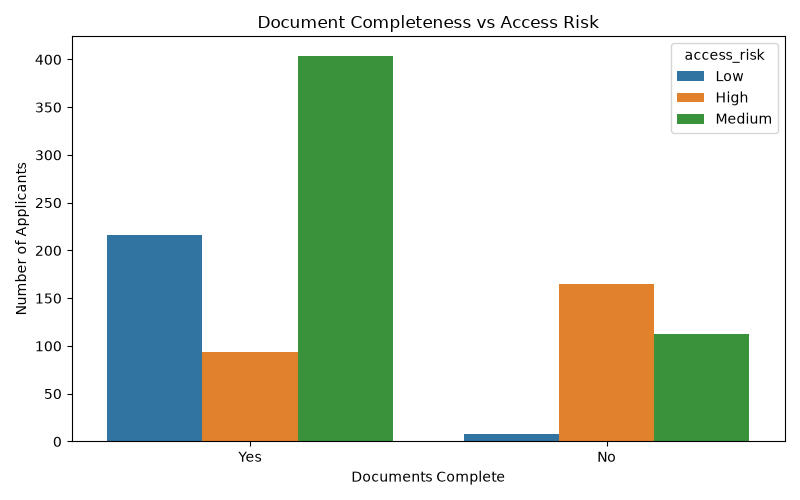 Document Completeness vs Access Risk
access_risk
Low
High
Medium
Number of Applicants
400
350
300
250
200
150
100
50
0
Yes
No
Documents Complete